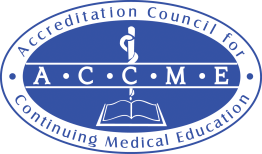 Accreditation Council for
· A · C · C · M · E ·
Continuing Medical Education